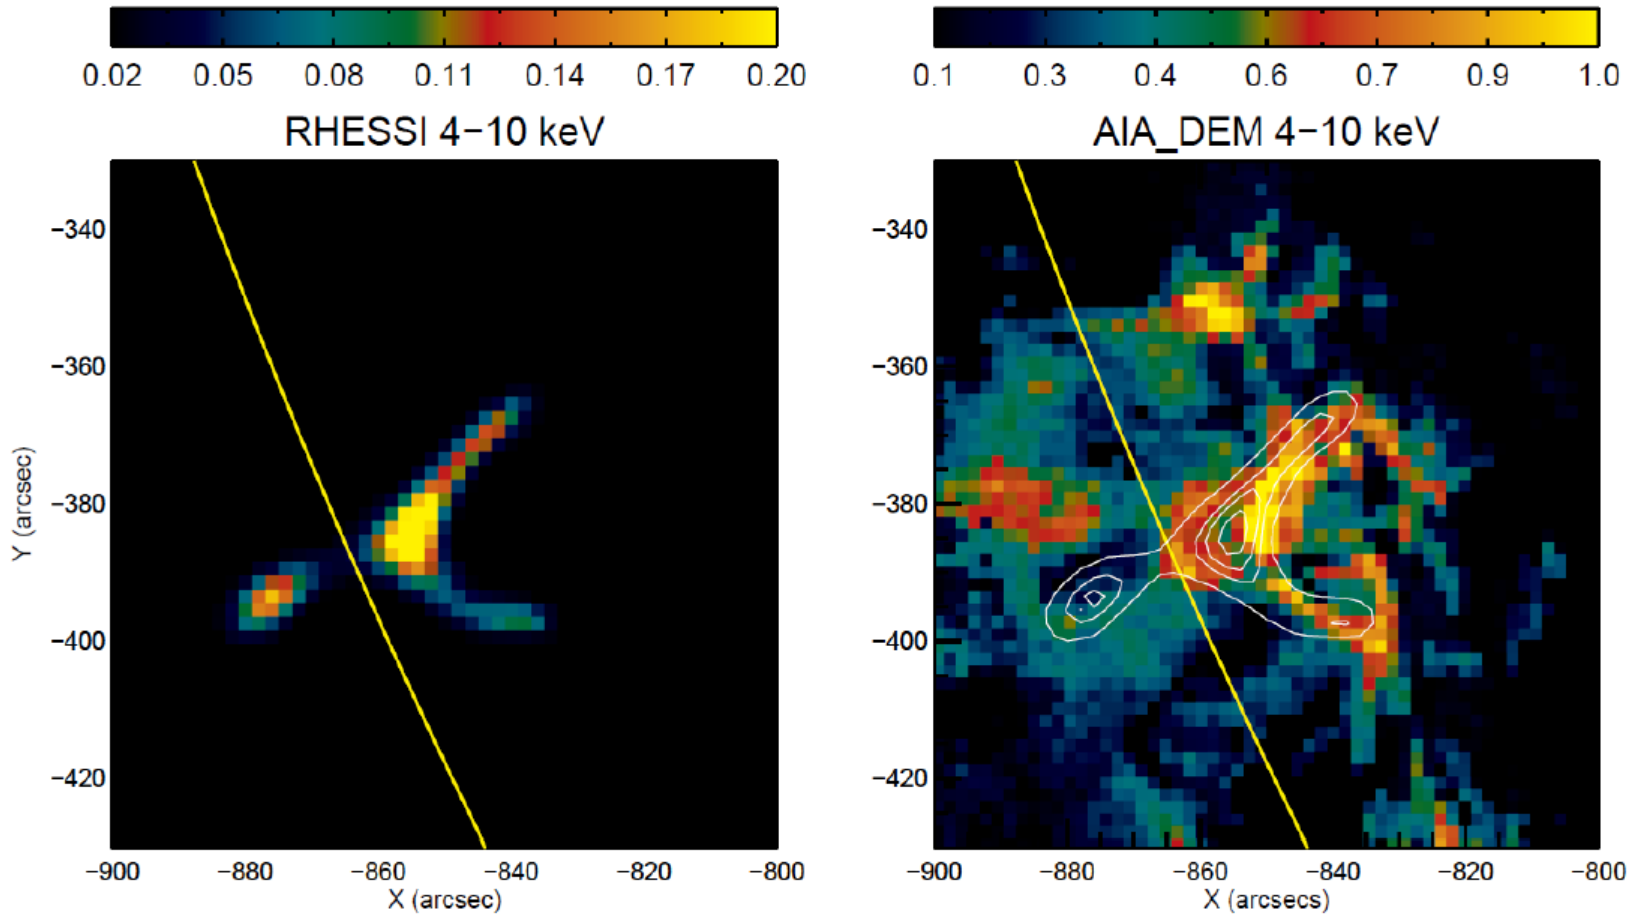 0.02 0.05 0.08 0.11 0.14 0.17 0.20
RHESSI 4−10 keV
−340
−360
−380
−400
−420
Y (arcsec)
−900 −880 −860 −840 −820 −800
X (arcsec)
0.1 0.3 0.4 0.6 0.7 0.9 1.0
AIA_DEM 4−10 keV
−340
−360
−380
−400
−420
−900 −880 −860 −840 −820 −800
X (arcsecs)